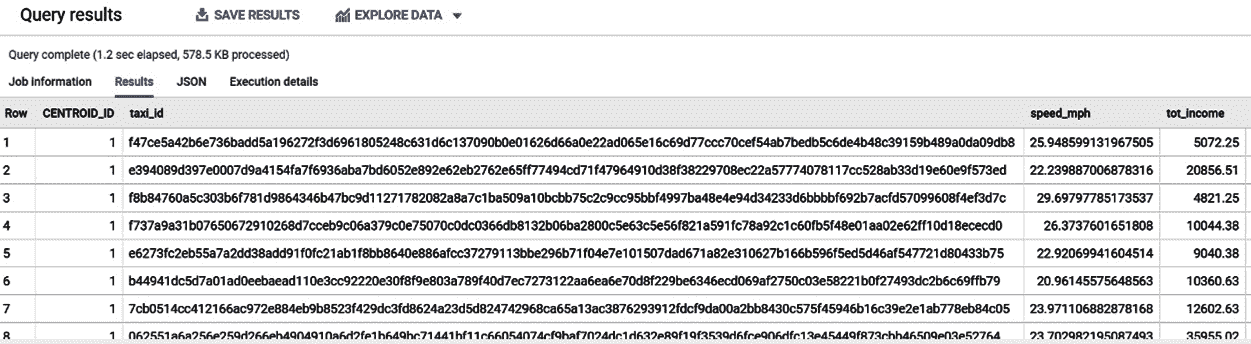 Query results SAVE RESULTS EXPLORE DATA
Query complete (1.2 sec elapsed, 578.5 KB processed)
Job information Results JSON Execution details
Row CENTROID_ID taxi_id speed_mph tot_income
1 1 f47ce5a42b6e736badd5a196272f3d6961805248c631d6c137090b0e01626d66a0e22ad065e16c69d77ccc70cef54ab7bedb5c6de4b48c39159b489a0da09db8 25.948599131967505 5072.25
2 1 e394089d397e0007d9a4154fa7f6936aba7bd6052e892e62eb2762e65ff77494cd71f47964910d38f38229708ec22a57774078117cc528ab33d19e60e9f573ed 22.239887006878316 20856.51
3 1 f8b84760a5c303b6f781d9864346b47bc9d11271782082a8a7c1ba509a10bcbb75c2c9cc95bbf4997ba48e4e94d34233d6bbbbf692b7acfd57099608f4ef3d7c 29.69797785173537 4821.25
4 1 f737a9a31b07650672910268d7cceb9c06a379c0e75070c0dc0366db8132b06ba2800c5e63c5e56f821a591fc78a92c1c60fb5f48e01aa02e62ff10d18ececd0 26.3737601651808 10044.38
5 1 e6273fc2eb55a7a2dd38add91f0fc21ab1f8bb8640e886afcc37279113bbe296b71f04e7e101507dad671a82e310627b166b596f5ed5d46af547721d80433b75 22.92069941604514 9040.38
6 1 b44941dc5d7a01ad0eebaead110e3cc92220e30f8f9e803a789f40d7ec7273122aa6ea6e70d8f229be6346ecd069af2750c03e58221b0f27493dc2b6c69ffb79 20.96145575648563 10360.63
7 1 7cb0514cc412166ac972e884eb9b8523f429dc3fd8624a23d5d824742968ca65a13ac3876293912fdcf9da00a2bb8430c575f45946b16c39e2e1ab778eb84c05 23.971106882878168 12602.63
8 1 062551a6a256e259d266eb4904910a6d2fe1b649bc71441bf11c66054074cf9baf7024dc1d632e89f19f3539d6fce906dfc13e45449f873cbb46509e03e52764 23.702982195087493 35955.02